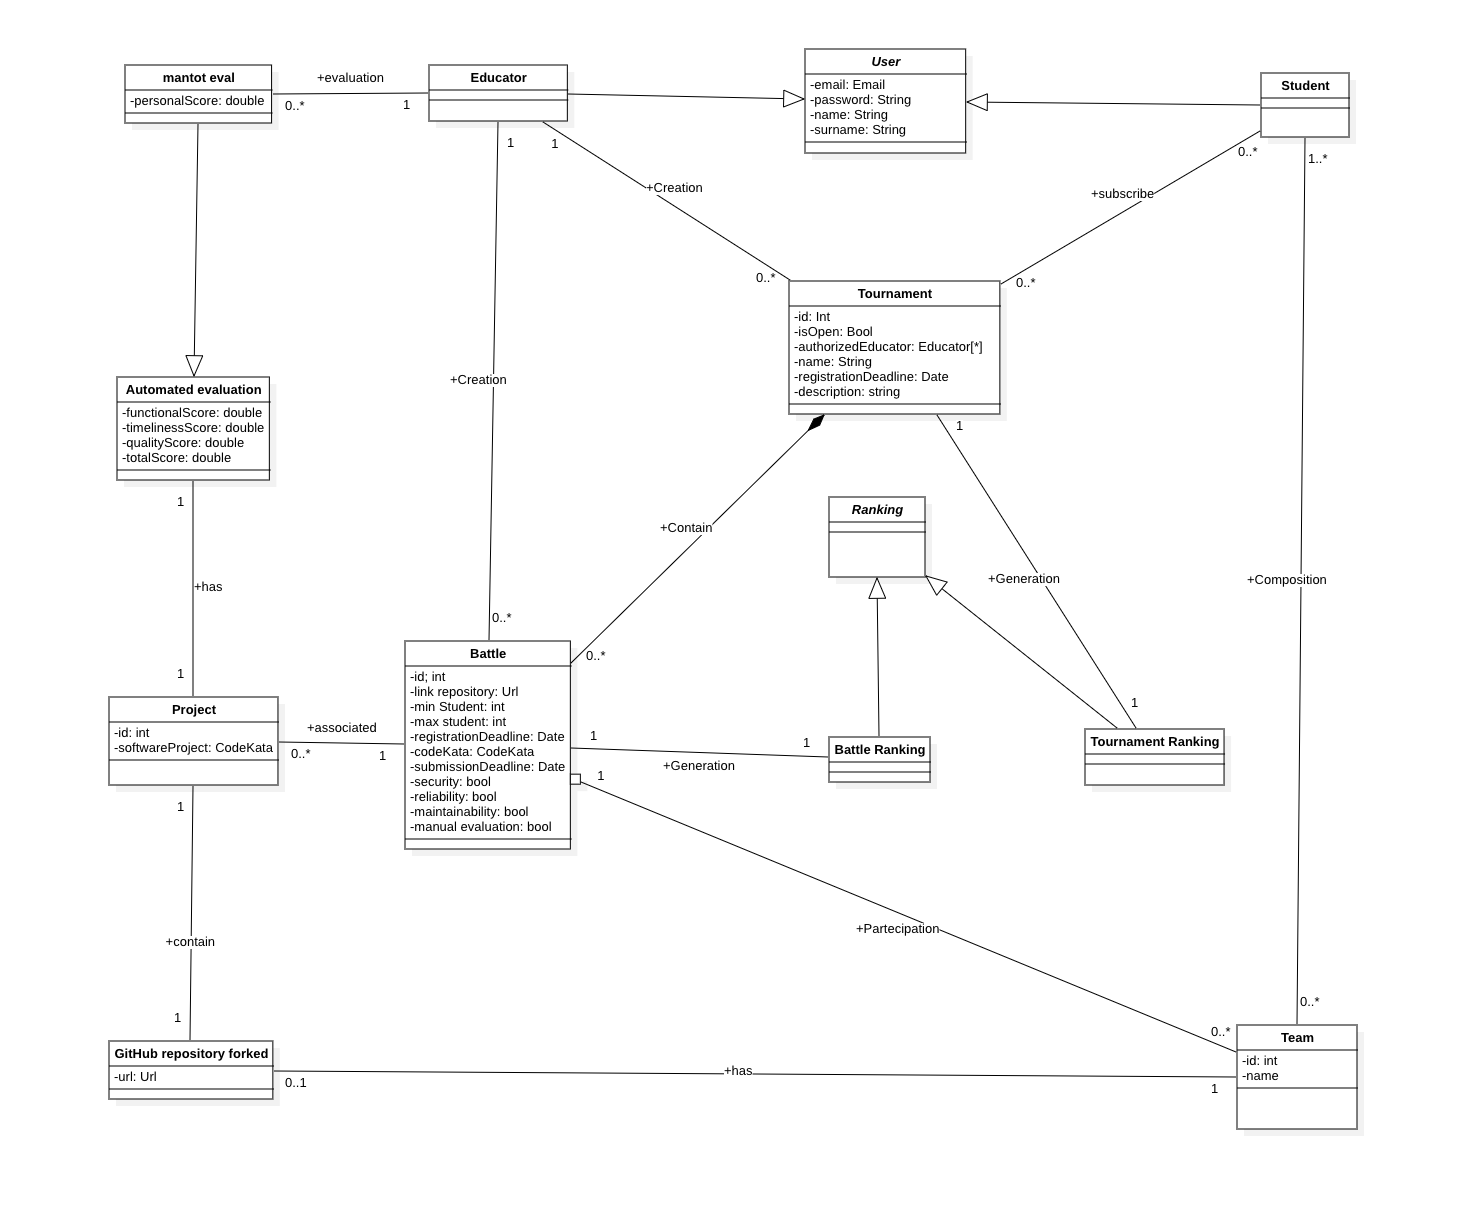 mantot eval
-personalScore: double
+evaluation
0..*
1
Educator
User
-email: Email
-password: String
-name: String
-surname: String
Student
1
1
+Creation
0..*
0..*
1..*
+subscribe
0..*
Tournament
-id: Int
-isOpen: Bool
-authorizedEducator: Educator[*]
-name: String
-registrationDeadline: Date
-description: string
+Creation
0..*
Automated evaluation
-functionalScore: double
-timelinessScore: double
-qualityScore: double
-totalScore: double
1
+has
1
1
Ranking
+Contain
0..*
+Generation
1
+Composition
Project
-id: int
-softwareProject: CodeKata
+associated
0..*
1
Battle
-id; int
-link repository: Url
-min Student: int
-max student: int
-registrationDeadline: Date
-codeKata: CodeKata
-submissionDeadline: Date
-security: bool
-reliability: bool
-maintainability: bool
-manual evaluation: bool
1
1
+Generation
1
Battle Ranking
Tournament Ranking
1
+contain
1
+Partecipation
0..*
0..*
GitHub repository forked
-url: Url
0..1
+has
1
Team
-id: int
-name